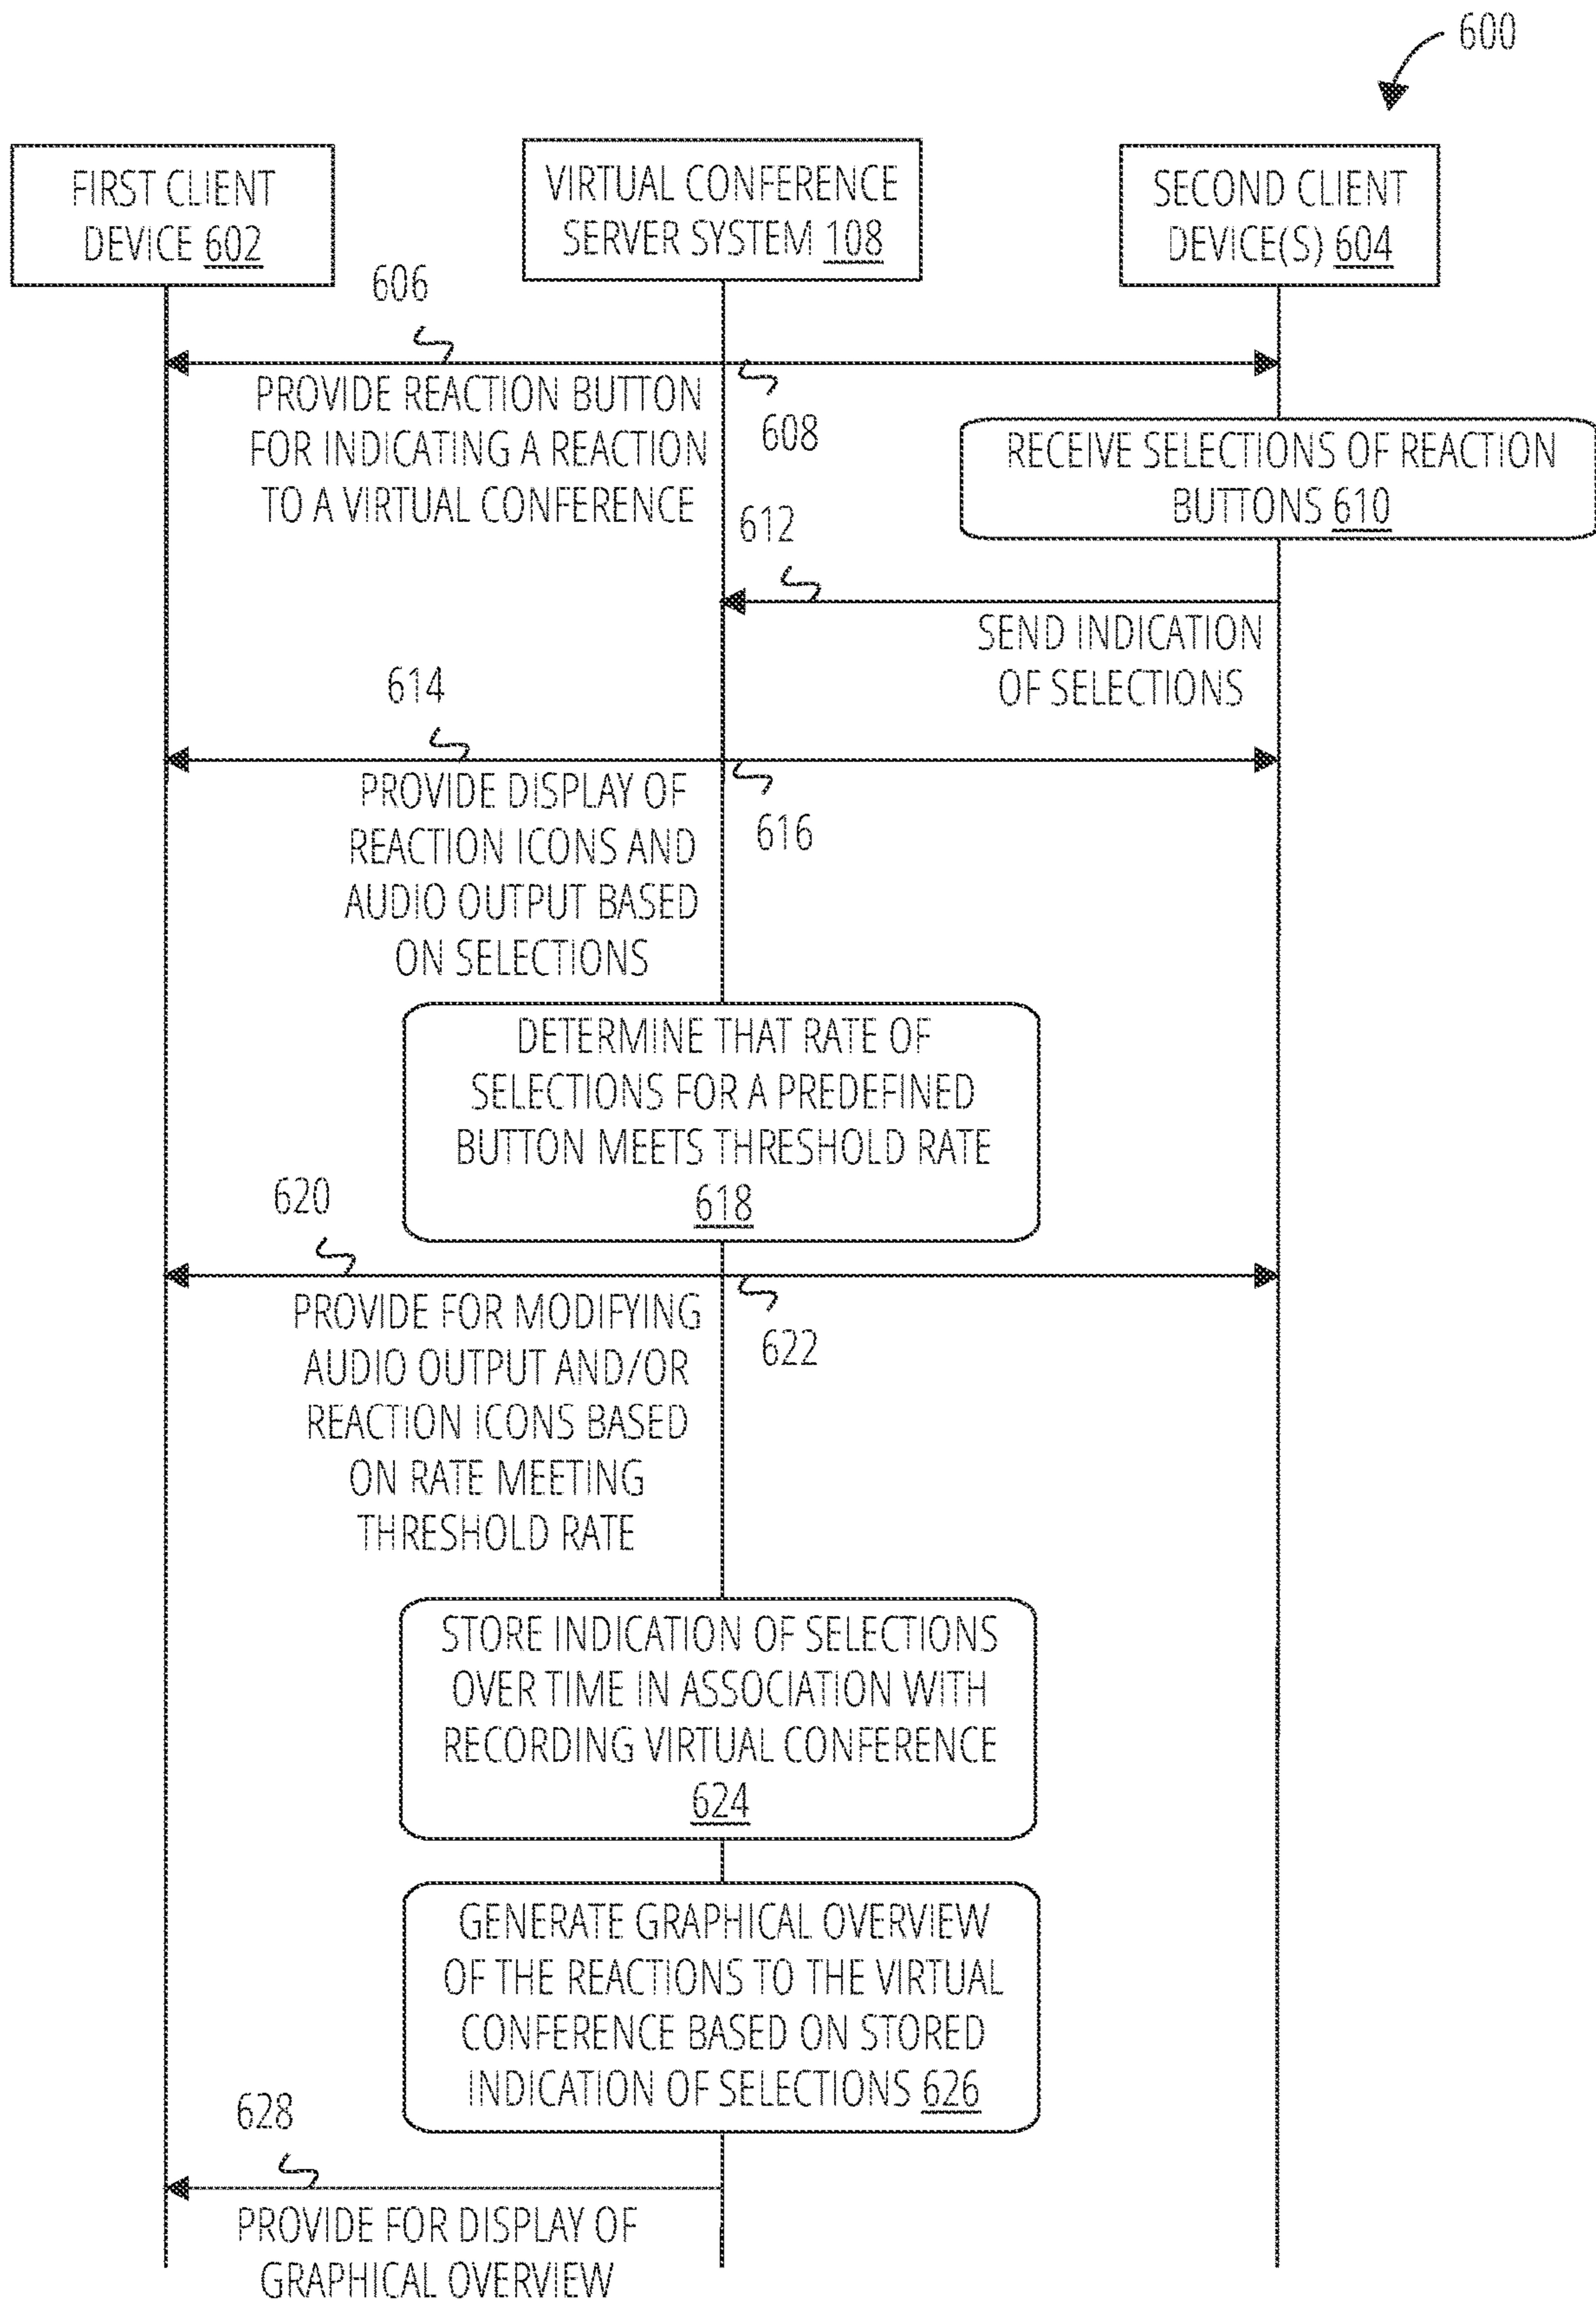 600
FIRST CLIENT
DEVICE 602
VIRTUAL CONFERENCE
SERVER SYSTEM 108
SECOND CLIENT
DEVICE(S) 604
606
PROVIDE REACTION BUTTON
FOR INDICATING A REACTION
TO A VIRTUAL CONFERENCE
608
RECEIVE SELECTIONS OF REACTION
BUTTONS 610
612
SEND INDICATION
OF SELECTIONS
614
PROVIDE DISPLAY OF
REACTION ICONS AND
AUDIO OUTPUT BASED
ON SELECTIONS
616
DETERMINE THAT RATE OF
SELECTIONS FOR A PREDEFINED
BUTTON MEETS THRESHOLD RATE
618
620
PROVIDE FOR MODIFYING
AUDIO OUTPUT AND/OR
REACTION ICONS BASED
ON RATE MEETING
THRESHOLD RATE
622
STORE INDICATION OF SELECTIONS
OVER TIME IN ASSOCIATION WITH
RECORDING VIRTUAL CONFERENCE
624
GENERATE GRAPHICAL OVERVIEW
OF THE REACTIONS TO THE VIRTUAL
CONFERENCE BASED ON STORED
INDICATION OF SELECTIONS 626
628
PROVIDE FOR DISPLAY OF
GRAPHICAL OVERVIEW